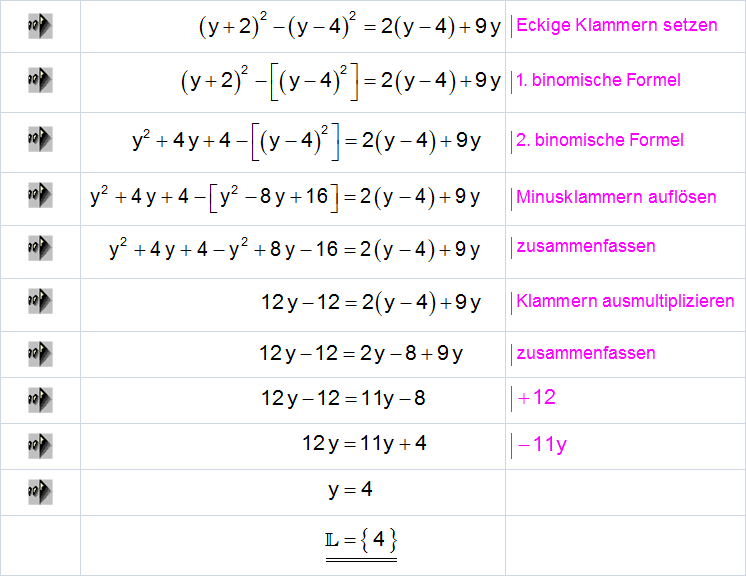 (y+2)² −(y−4)² = 2(y−4)+9y |Eckige Klammern setzen
(y+2)² −[(y−4)²] = 2(y−4)+9y |1. binomische Formel
y² +4y+4−[(y−4)²] = 2(y−4)+9y |2. binomische Formel
y² +4y+4−[y² −8y+16] = 2(y−4)+9y |Minusklammern auflösen
y² +4y+4−y² +8y−16 = 2(y−4)+9y |zusammenfassen
12y−12 = 2(y−4)+9y |Klammern ausmultiplizieren
12y−12 = 2y−8+9y |zusammenfassen
12y−12 = 11y−8 |+12
12y = 11y+4 |−11y
y = 4
𝕃 = {4}